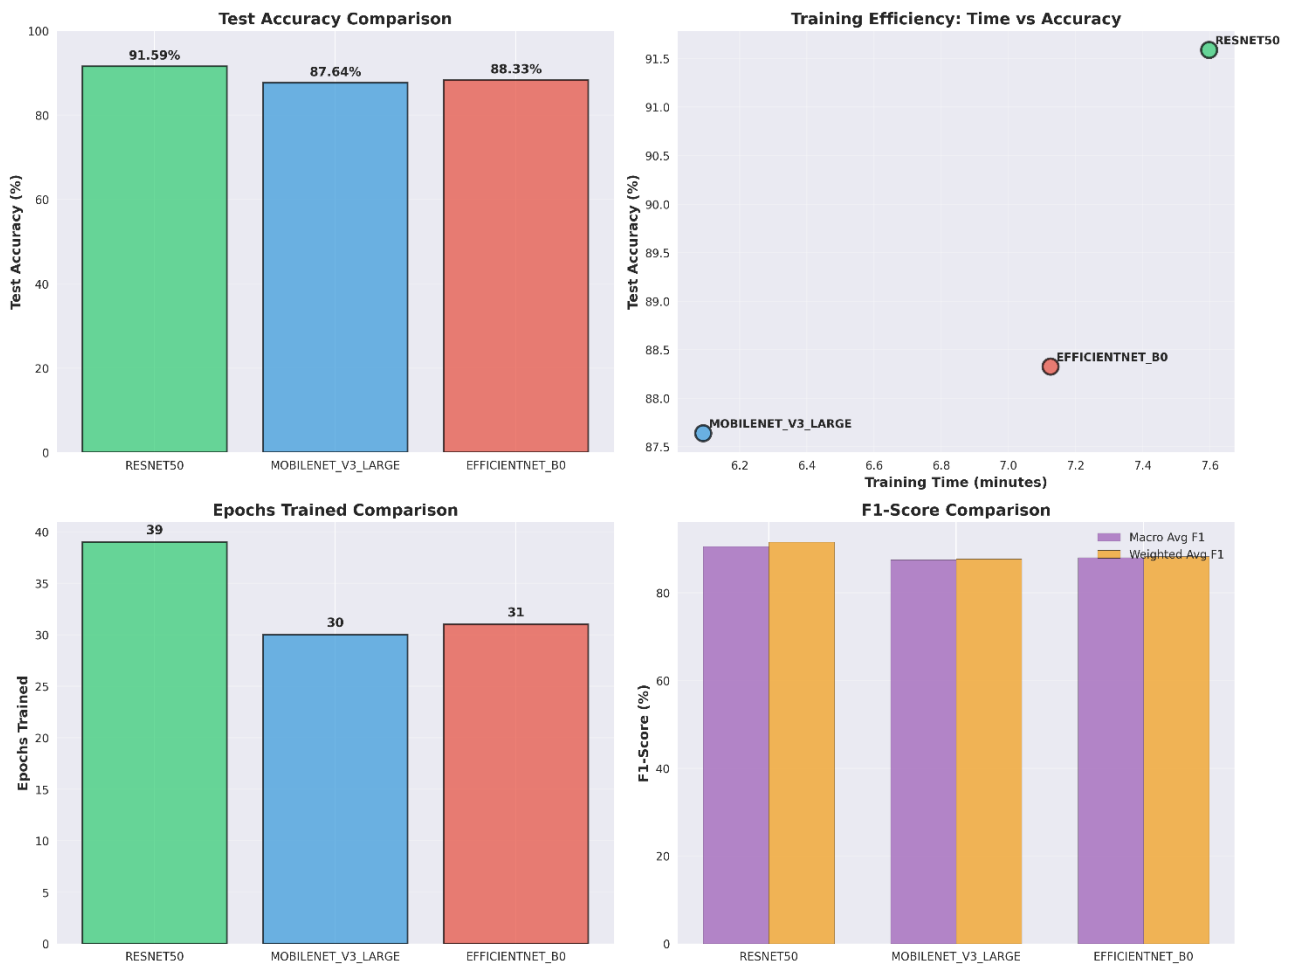 Test Accuracy Comparison
Test Accuracy (%)
100
80
60
40
20
0
91.59%
87.64%
88.33%
RESNET50
MOBILENET_V3_LARGE
EFFICIENTNET_B0
Training Efficiency: Time vs Accuracy
Test Accuracy (%)
91.5
91.0
90.5
90.0
89.5
89.0
88.5
88.0
87.5
RESNET50
EFFICIENTNET_B0
MOBILENET_V3_LARGE
6.2
6.4
6.6
6.8
7.0
7.2
7.4
7.6
Training Time (minutes)
Epochs Trained Comparison
Epochs Trained
40
35
30
25
20
15
10
5
0
39
30
31
RESNET50
MOBILENET_V3_LARGE
EFFICIENTNET_B0
F1-Score Comparison
F1-Score (%)
80
60
40
20
0
Macro Avg F1
Weighted Avg F1
RESNET50
MOBILENET_V3_LARGE
EFFICIENTNET_B0